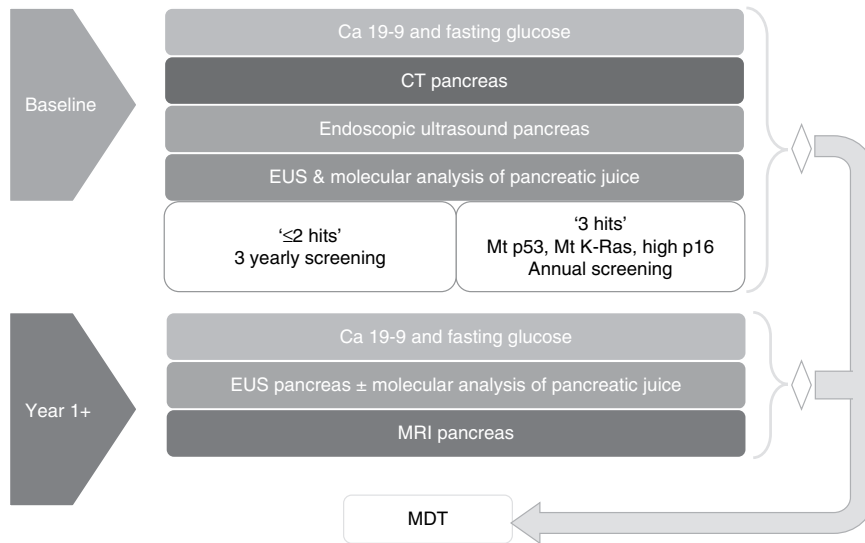 Baseline
Ca 19-9 and fasting glucose
CT pancreas
Endoscopic ultrasound pancreas
EUS & molecular analysis of pancreatic juice
‘≤2 hits’
3 yearly screening
‘3 hits’
Mt p53, Mt K-Ras, high p16
Annual screening
Year 1+
Ca 19-9 and fasting glucose
EUS pancreas ± molecular analysis of pancreatic juice
MRI pancreas
MDT